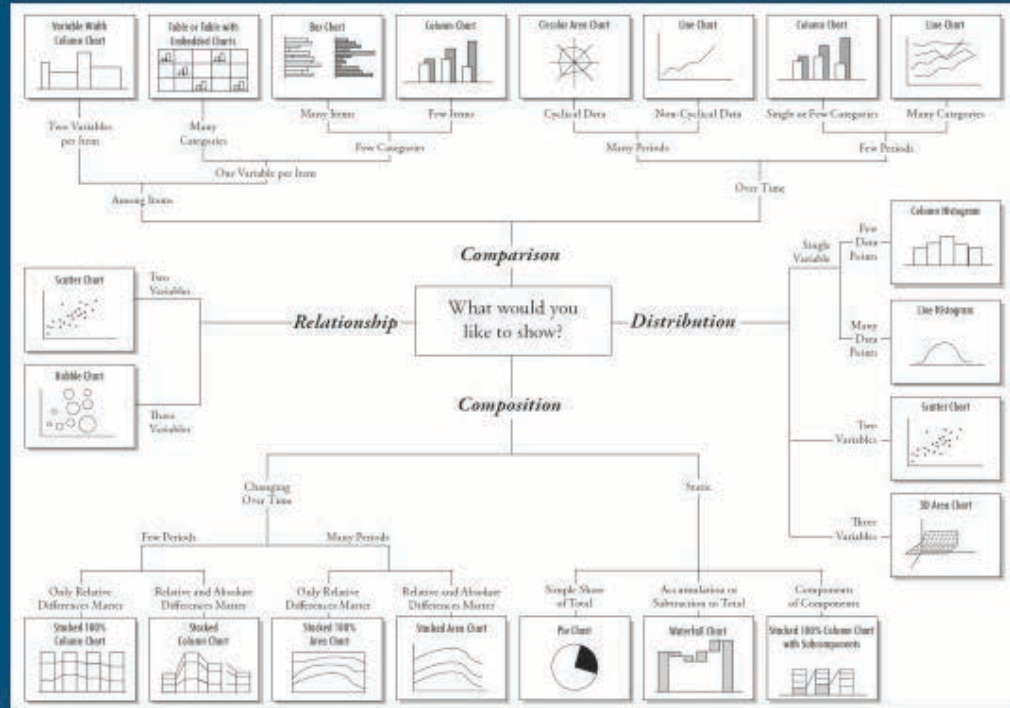 Variable Width
Column Chart
Table or Table with
Embedded Charts
Bar Chart
Column Chart
Circular Area Chart
Line Chart
Column Chart
Line Chart
Two Variables
per Item
Many
Categories
Many Items
Few Items
Cyclical Data
Non-Cyclical Data
Single or Few Categories
Many Categories
Few Categories
Many Periods
Few Periods
One Variable per Item
Among Items
Over Time
Comparison
What would you
like to show?
Relationship
Two
Variables
Scatter Chart
Three
Variables
Bubble Chart
Distribution
Single
Variable
Few
Data
Points
Column Histogram
Many
Data
Points
Line Histogram
Two
Variables
Scatter Chart
Three
Variables
3D Area Chart
Composition
Changing
Over Time
Static
Few Periods
Many Periods
Only Relative
Differences Matter
Relative and Absolute
Differences Matter
Only Relative
Differences Matter
Relative and Absolute
Differences Matter
Simple Share
of Total
Accumulation or
Subtraction to Total
Components
of Components
Stacked 100%
Column Chart
Stacked
Column Chart
Stacked 100%
Area Chart
Stacked Area Chart
Pie Chart
Waterfall Chart
Stacked 100% Column Chart
with Subcomponents